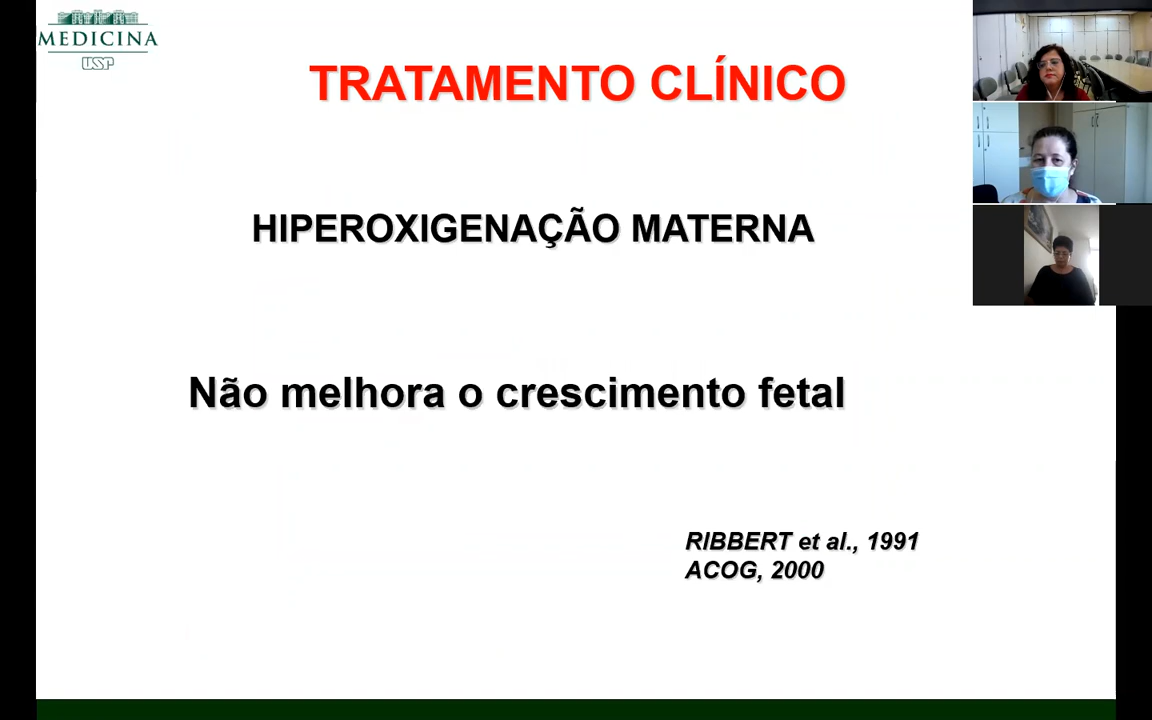 MEDICINA
USP
TRATAMENTO CLÍNICO
HIPEROXIGENAÇÃO MATERNA
Não melhora o crescimento fetal
RIBBERT et al., 1991
ACOG, 2000